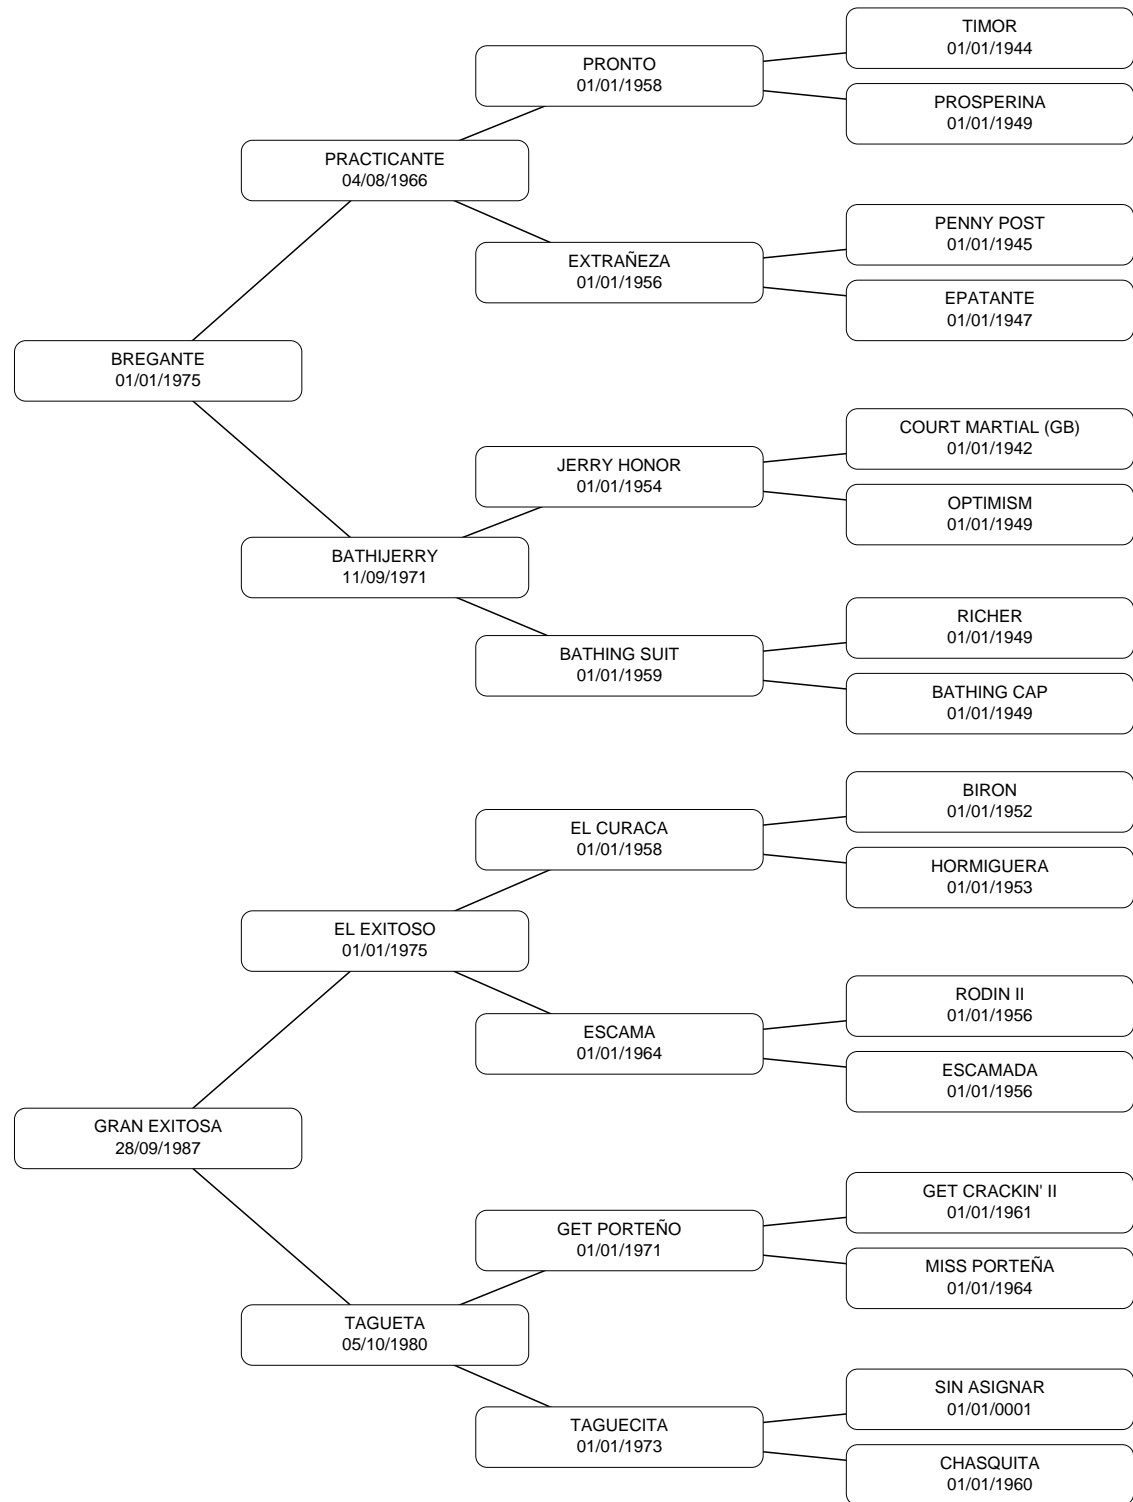 TIMOR
01/01/1944
PRONTO
01/01/1958
PROSPERINA
01/01/1949
PRACTICANTE
04/08/1966
PENNY POST
01/01/1945
EXTRAÑEZA
01/01/1956
EPATANTE
01/01/1947
BREGANTE
01/01/1975
COURT MARTIAL (GB)
01/01/1942
JERRY HONOR
01/01/1954
OPTIMISM
01/01/1949
BATHIJERRY
11/09/1971
RICHER
01/01/1949
BATHING SUIT
01/01/1959
BATHING CAP
01/01/1949
BIRON
01/01/1952
EL CURACA
01/01/1958
HORMIGUERA
01/01/1953
EL EXITOSO
01/01/1975
RODIN II
01/01/1956
ESCAMA
01/01/1964
ESCAMADA
01/01/1956
GRAN EXITOSA
28/09/1987
GET CRACKIN' II
01/01/1961
GET PORTEÑO
01/01/1971
MISS PORTEÑA
01/01/1964
TAGUETA
05/10/1980
SIN ASIGNAR
01/01/0001
TAGUECITA
01/01/1973
CHASQUITA
01/01/1960